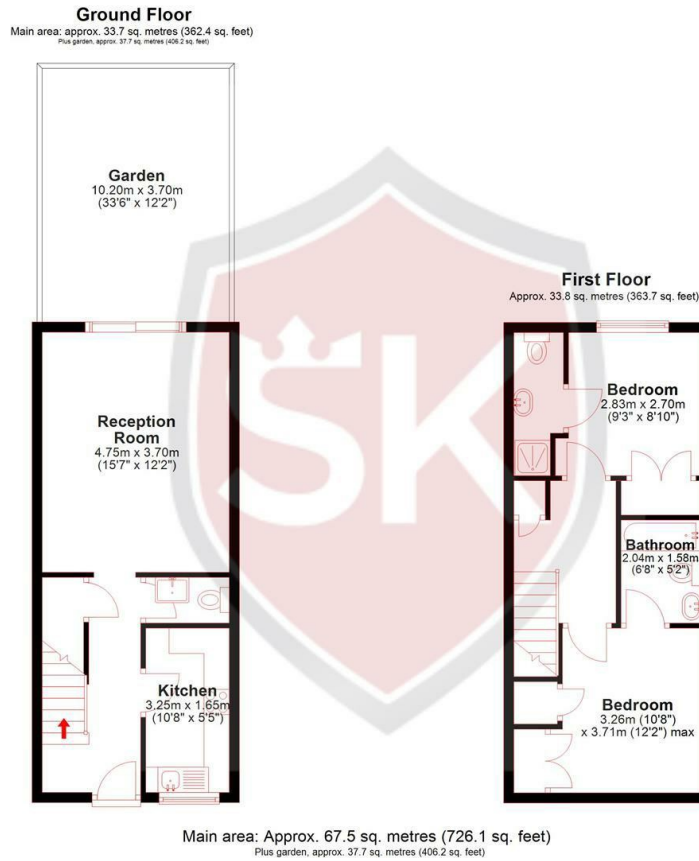 Ground Floor
Main area: approx. 33.7 sq. metres (362.4 sq. feet)
Plus garden, approx. 37.7 sq. metres (406.2 sq. feet)
Garden
10.20m x 3.70m
(33'6" x 12'2")
Reception
Room
4.75m x 3.70m
(15'7" x 12'2")
Kitchen
3.25m x 1.65m
(10'8" x 5'5")
First Floor
Approx. 33.8 sq. metres (363.7 sq. feet)
Bedroom
2.83m x 2.70m
(9'3" x 8'10")
Bathroom
2.04m x 1.58m
(6'8" x 5'2")
Bedroom
3.26m (10'8")
x 3.71m (12'2") max
SK
Main area: Approx. 67.5 sq. metres (726.1 sq. feet)
Plus garden, approx. 37.7 sq. metres (406.2 sq. feet)